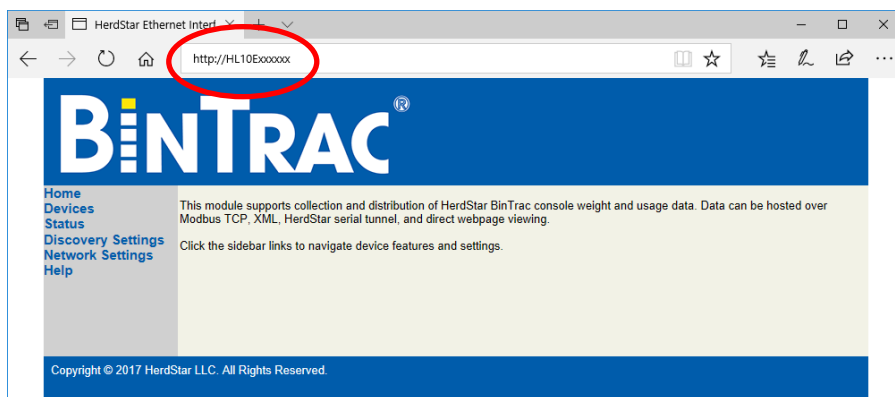 HerdStar Ethernet Interf
http://HL10Exxxxxx
BINTRAC®
Home
Devices
Status
Discovery Settings
Network Settings
Help
This module supports collection and distribution of HerdStar BinTrac console weight and usage data. Data can be hosted over
Modbus TCP, XML, HerdStar serial tunnel, and direct webpage viewing.
Click the sidebar links to navigate device features and settings.
Copyright © 2017 HerdStar LLC. All Rights Reserved.